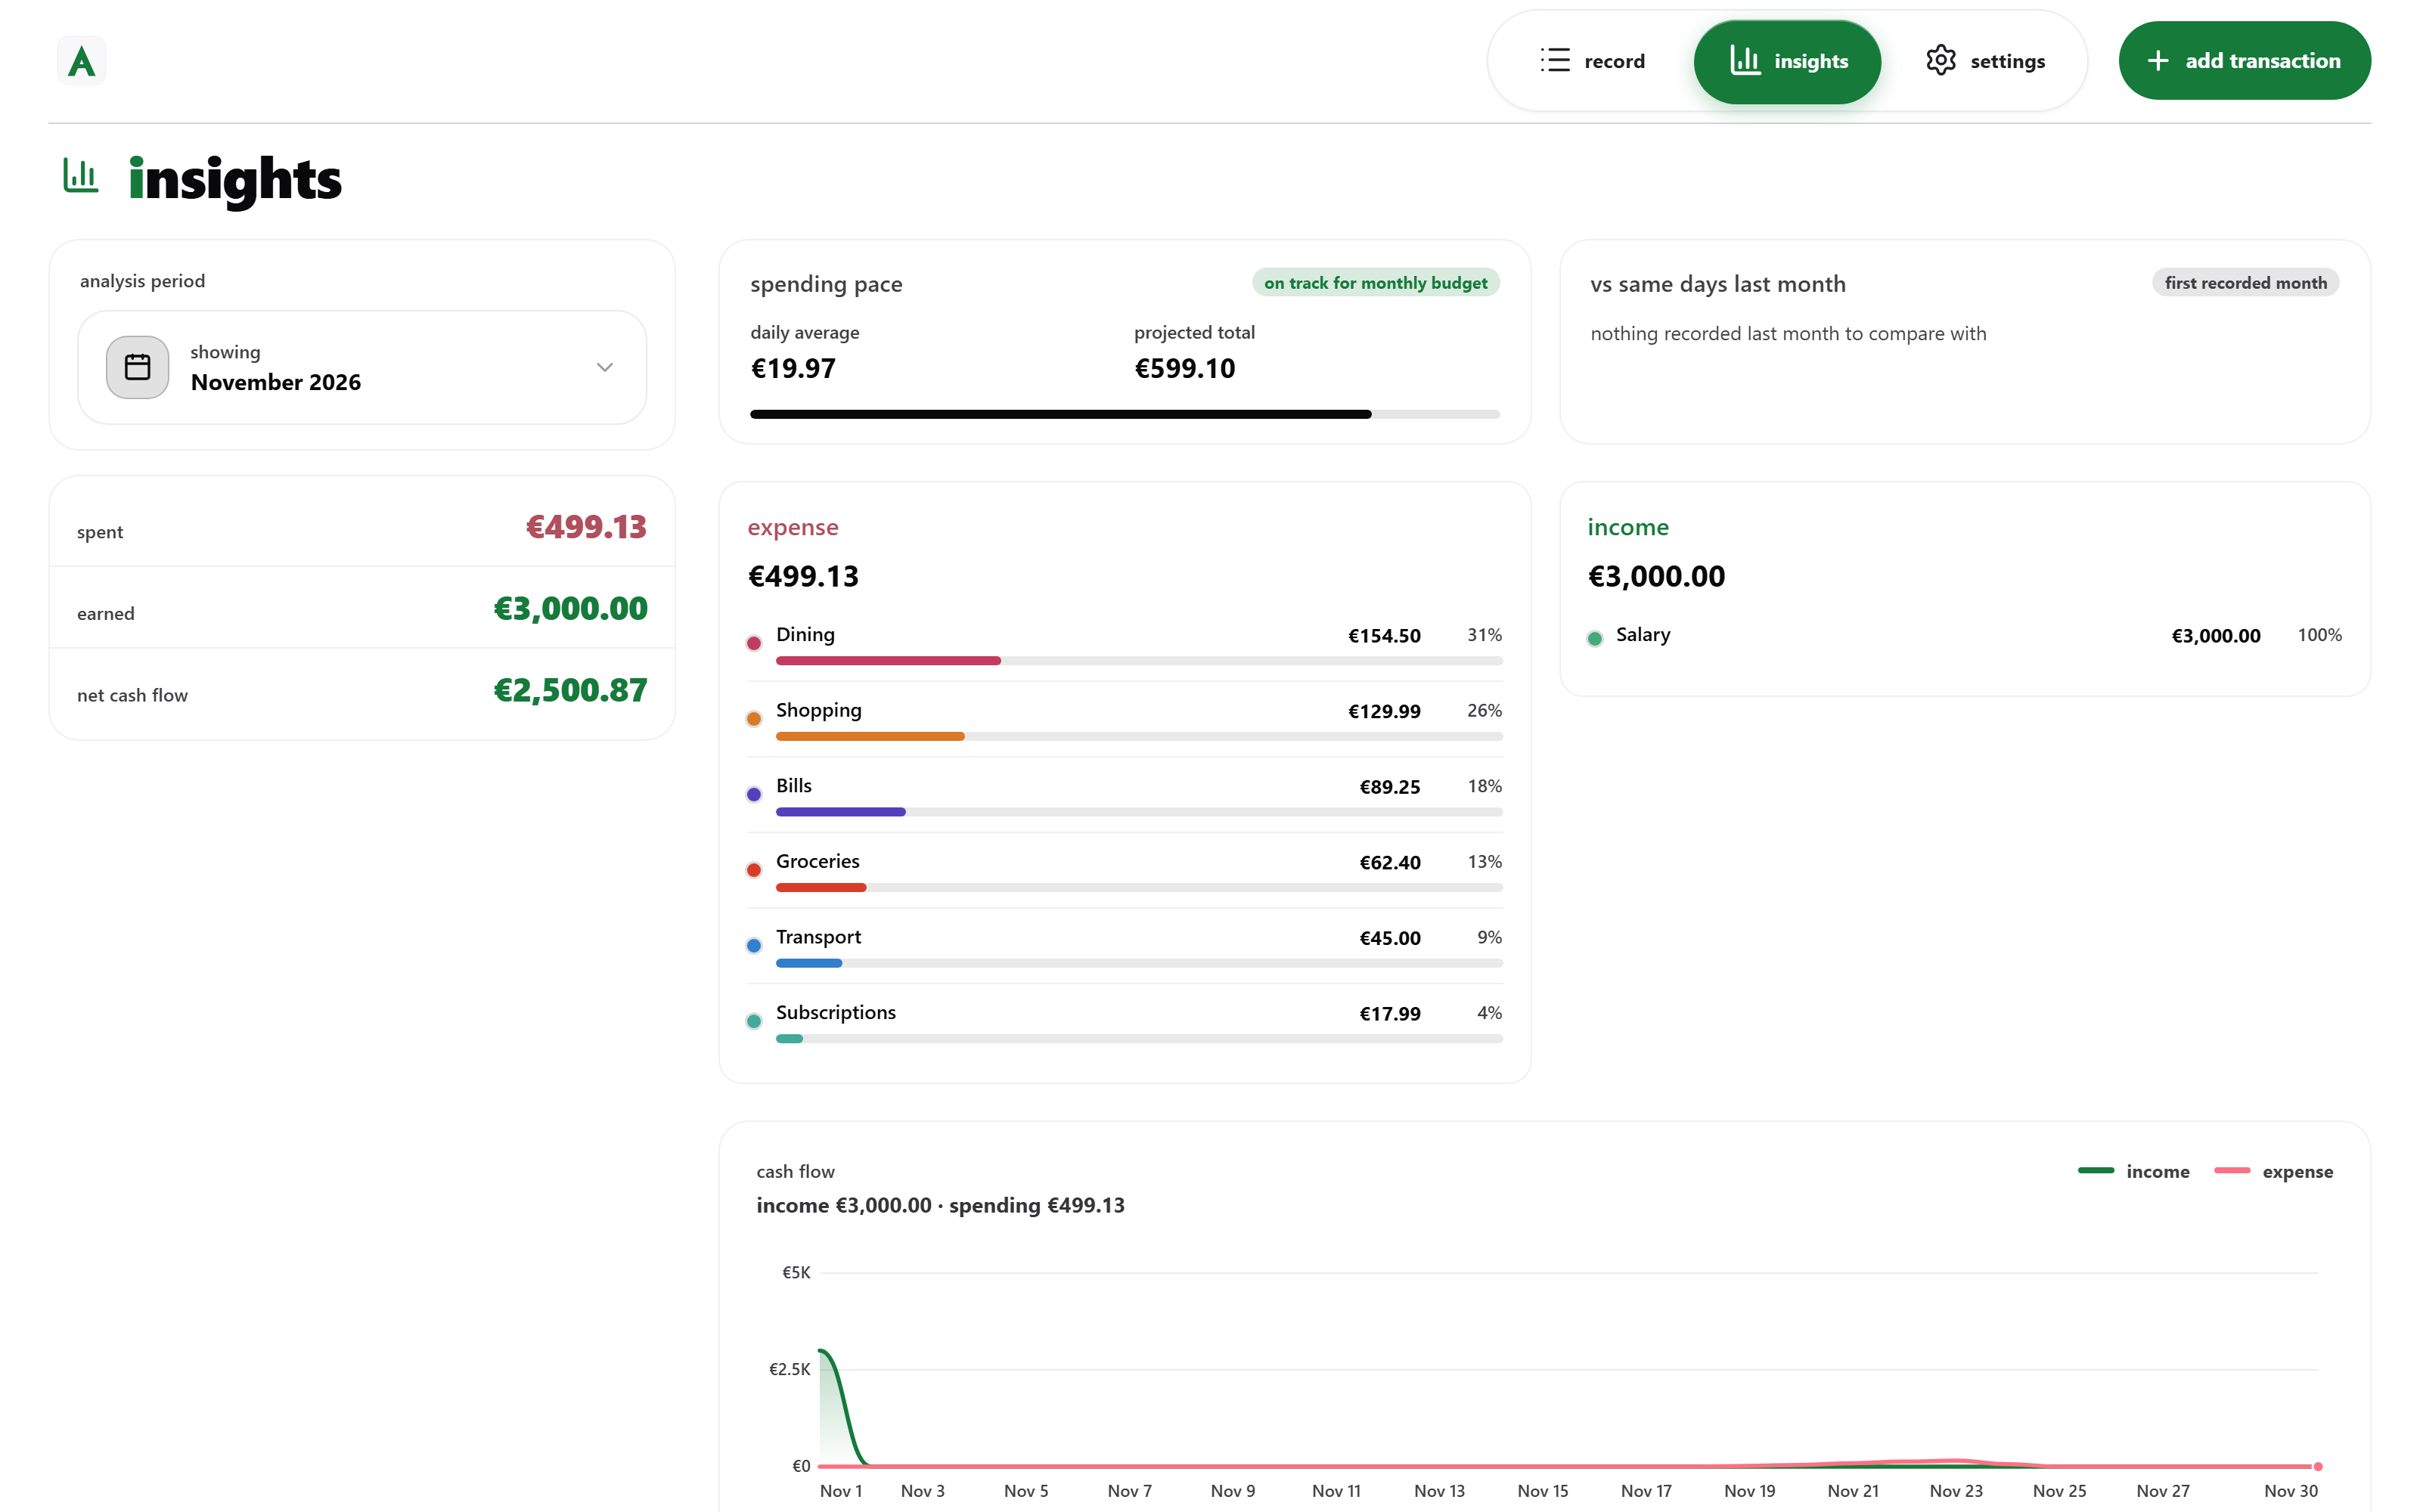 A
record
insights
settings
add transaction
insights
analysis period
showing
November 2026
spent €499.13
earned €3,000.00
net cash flow €2,500.87
spending pace
on track for monthly budget
daily average
€19.97
projected total
€599.10
vs same days last month
first recorded month
nothing recorded last month to compare with
expense
€499.13
Dining €154.50 31%
Shopping €129.99 26%
Bills €89.25 18%
Groceries €62.40 13%
Transport €45.00 9%
Subscriptions €17.99 4%
income
€3,000.00
Salary €3,000.00 100%
cash flow
income €3,000.00 · spending €499.13
income
expense
€5K
€2.5K
€0
Nov 1 Nov 3 Nov 5 Nov 7 Nov 9 Nov 11 Nov 13 Nov 15 Nov 17 Nov 19 Nov 21 Nov 23 Nov 25 Nov 27 Nov 30